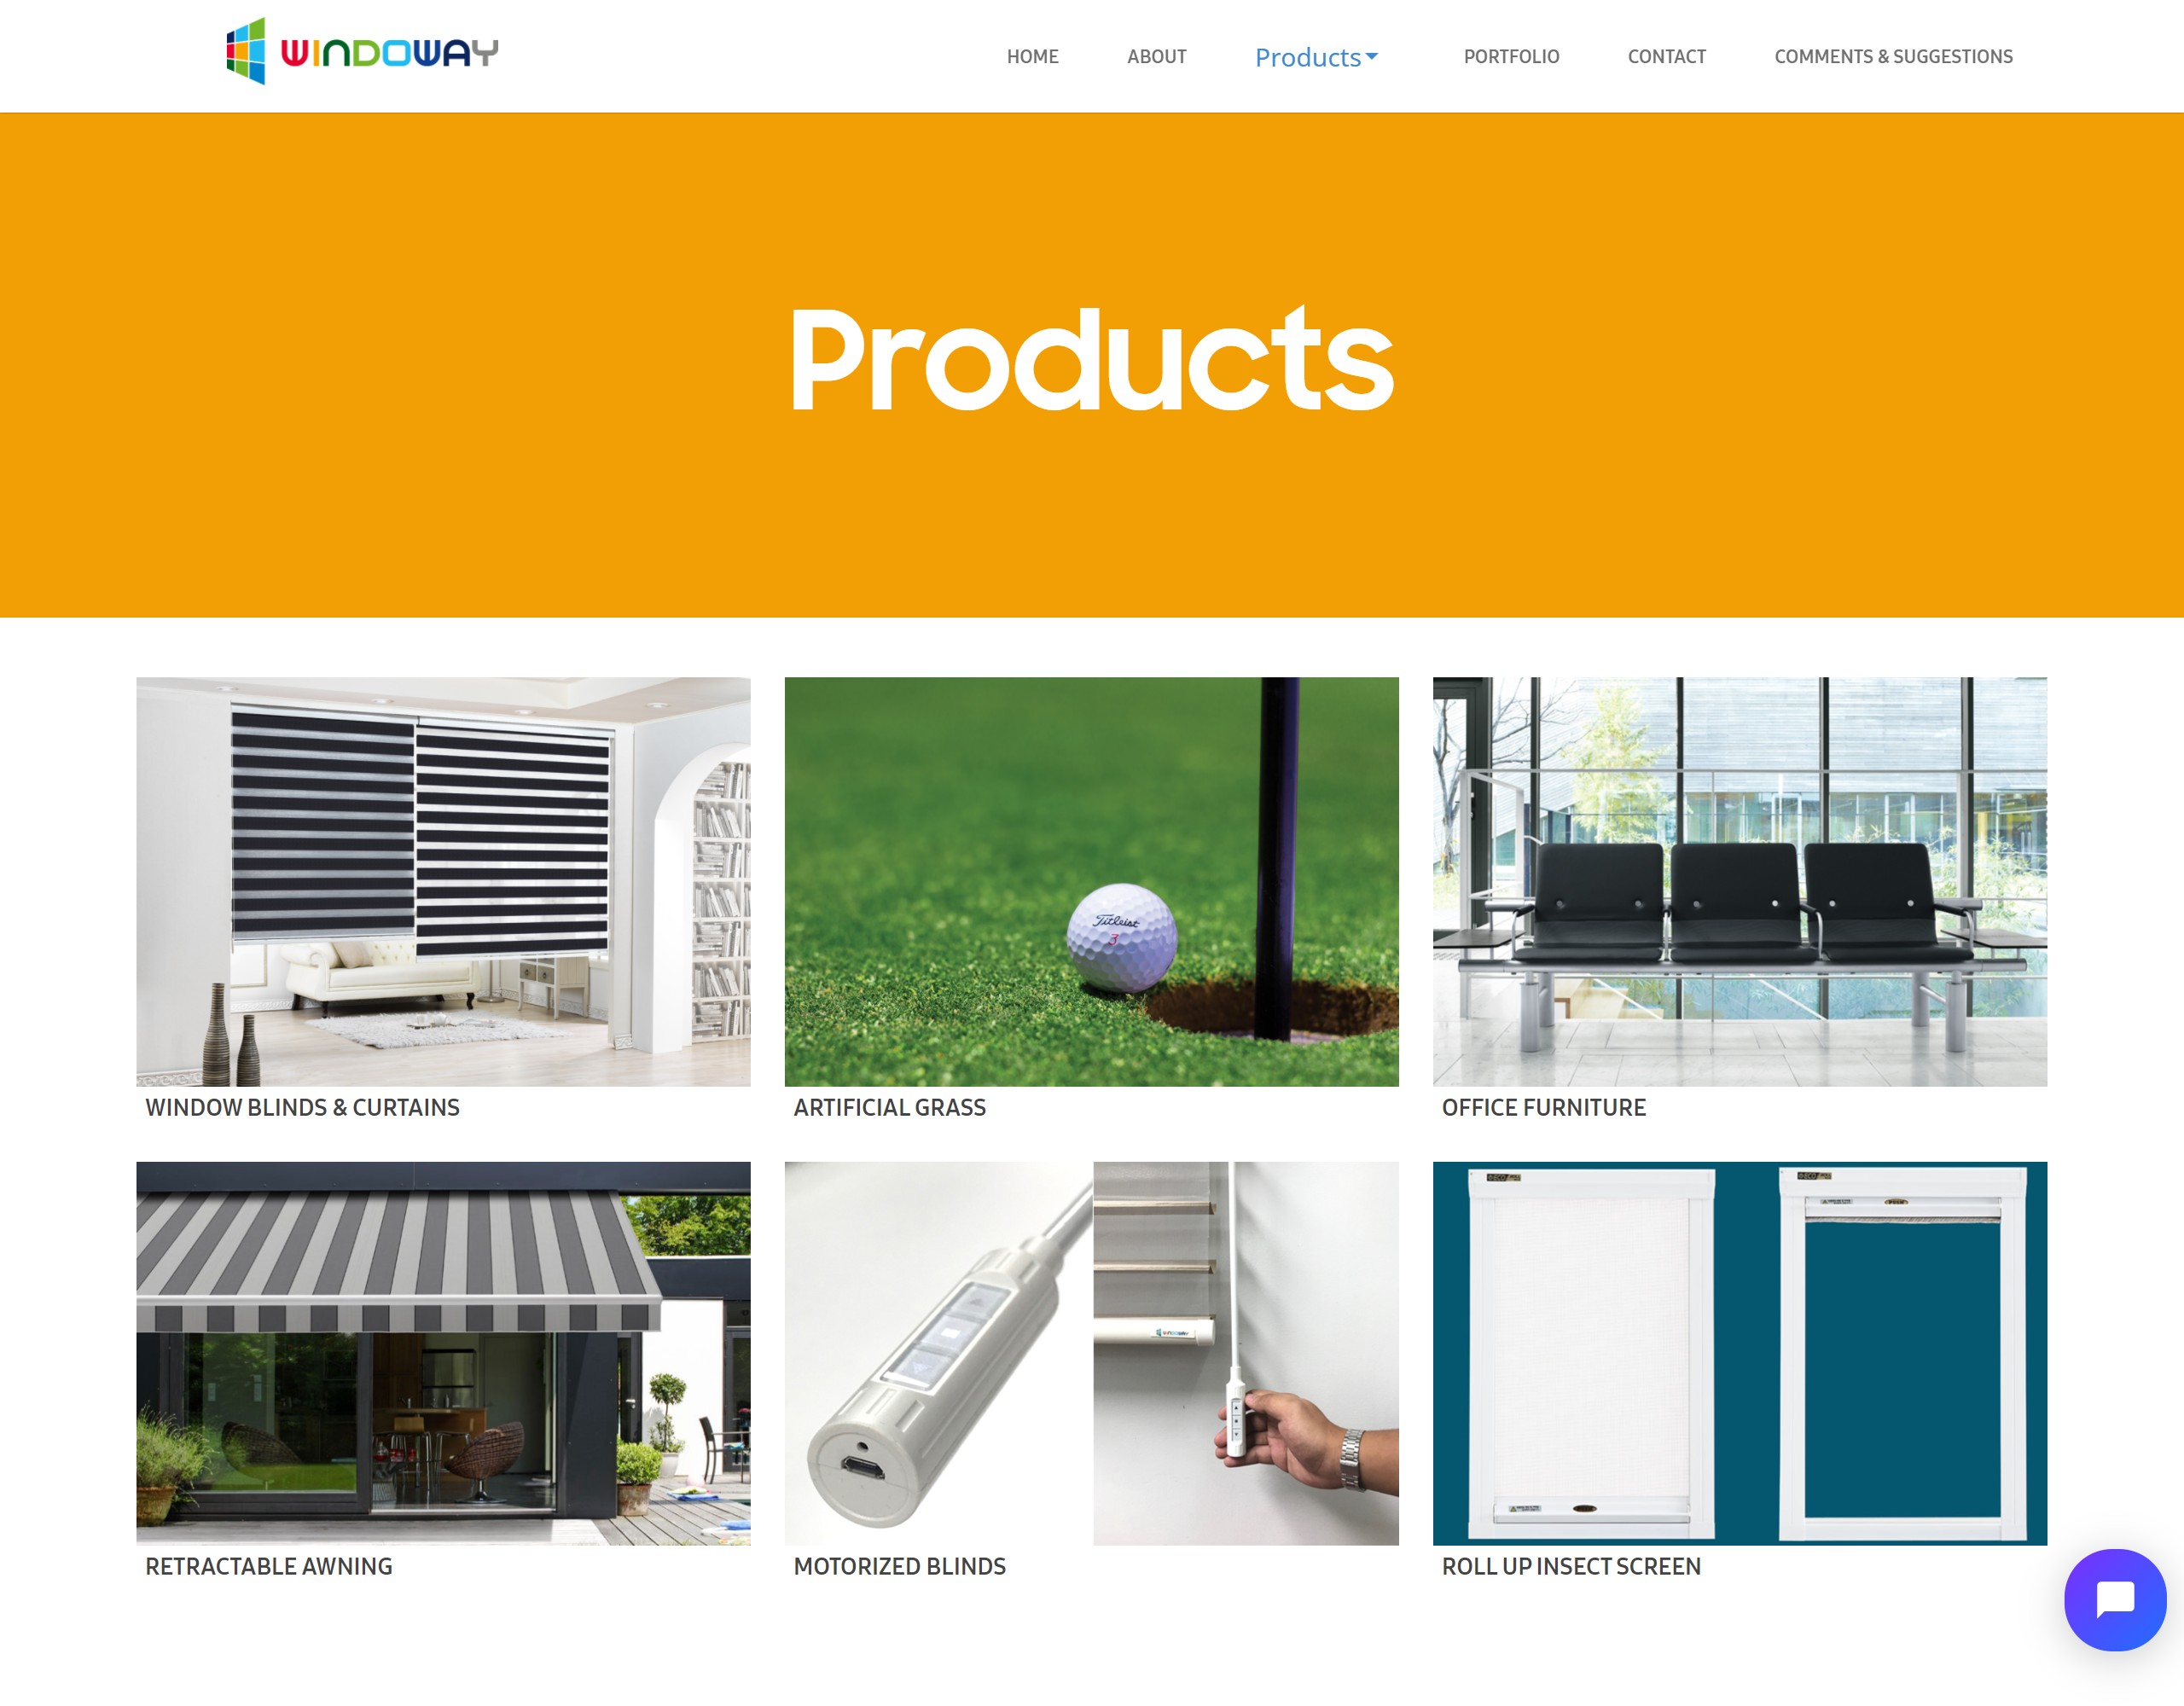 WINDOWAY
HOME
ABOUT
Products
PORTFOLIO
CONTACT
COMMENTS & SUGGESTIONS
Products
Titleist
3
WINDOW BLINDS & CURTAINS
ARTIFICIAL GRASS
OFFICE FURNITURE
WINDOWAY
RETRACTABLE AWNING
MOTORIZED BLINDS
ROLL UP INSECT SCREEN